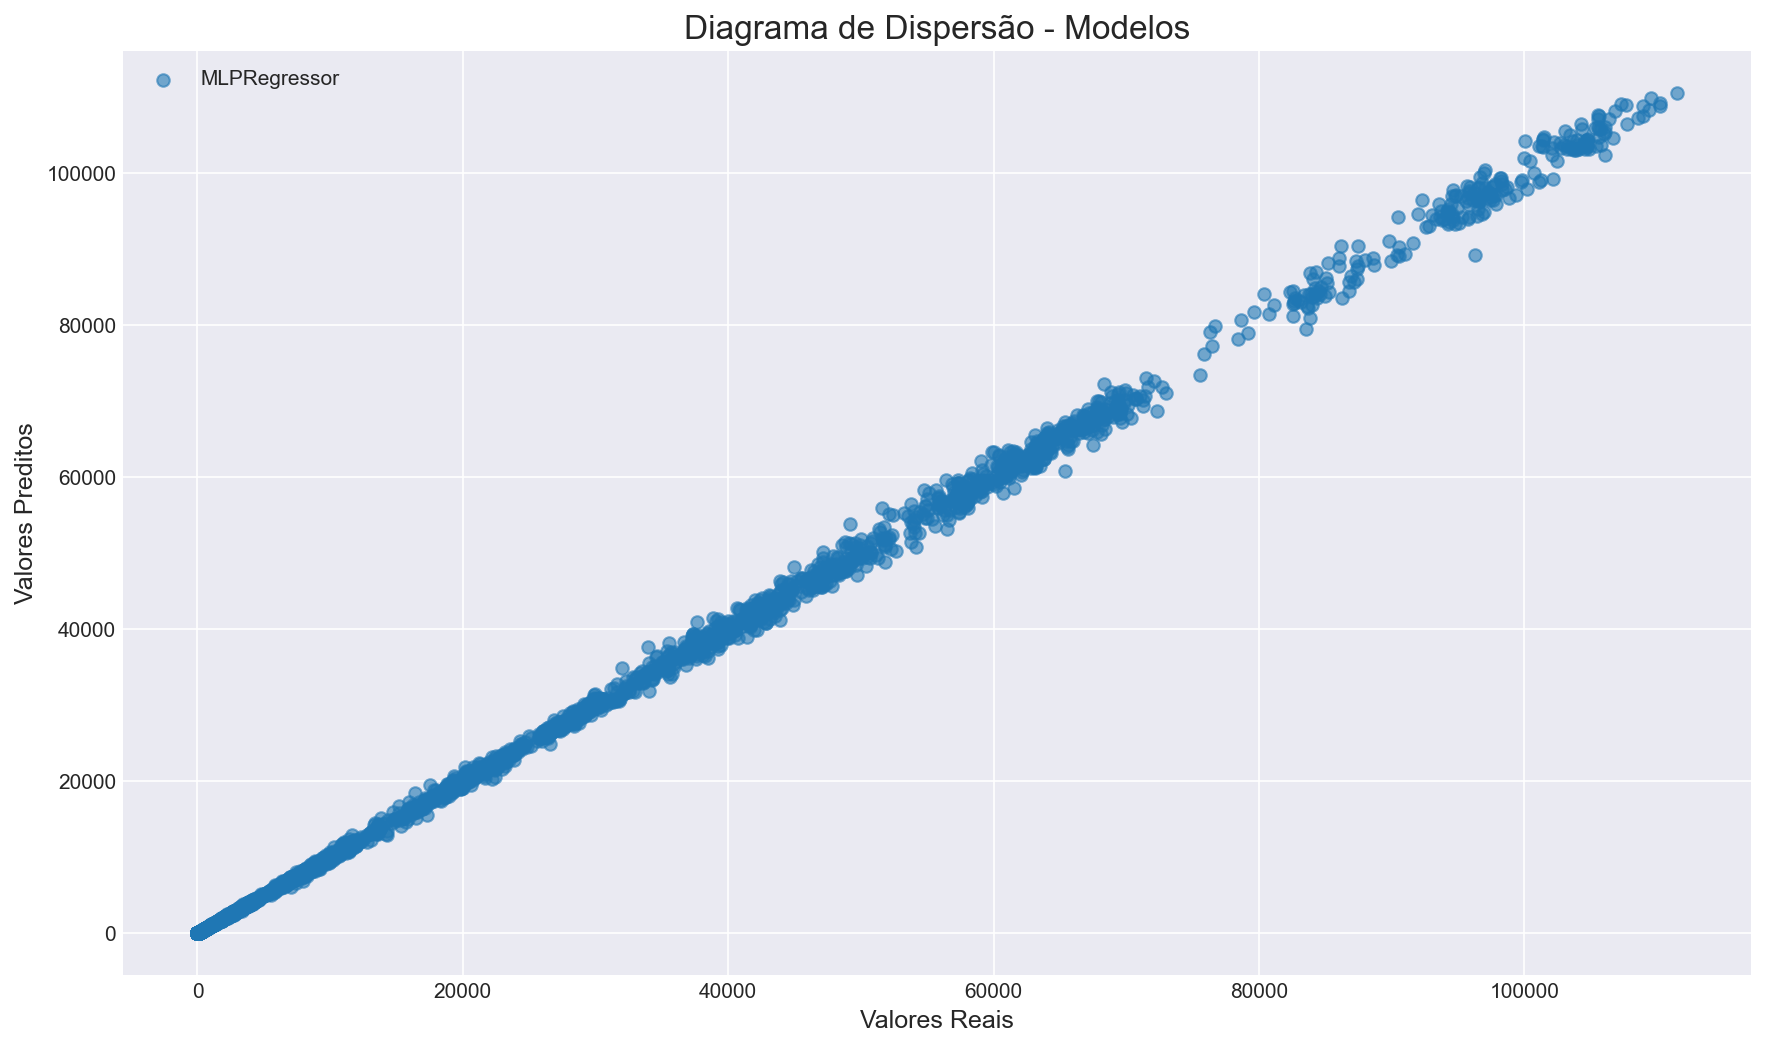 Diagrama de Dispersão - Modelos
MLPRegressor
100000
80000
60000
40000
20000
0
Valores Preditos
0 20000 40000 60000 80000 100000
Valores Reais